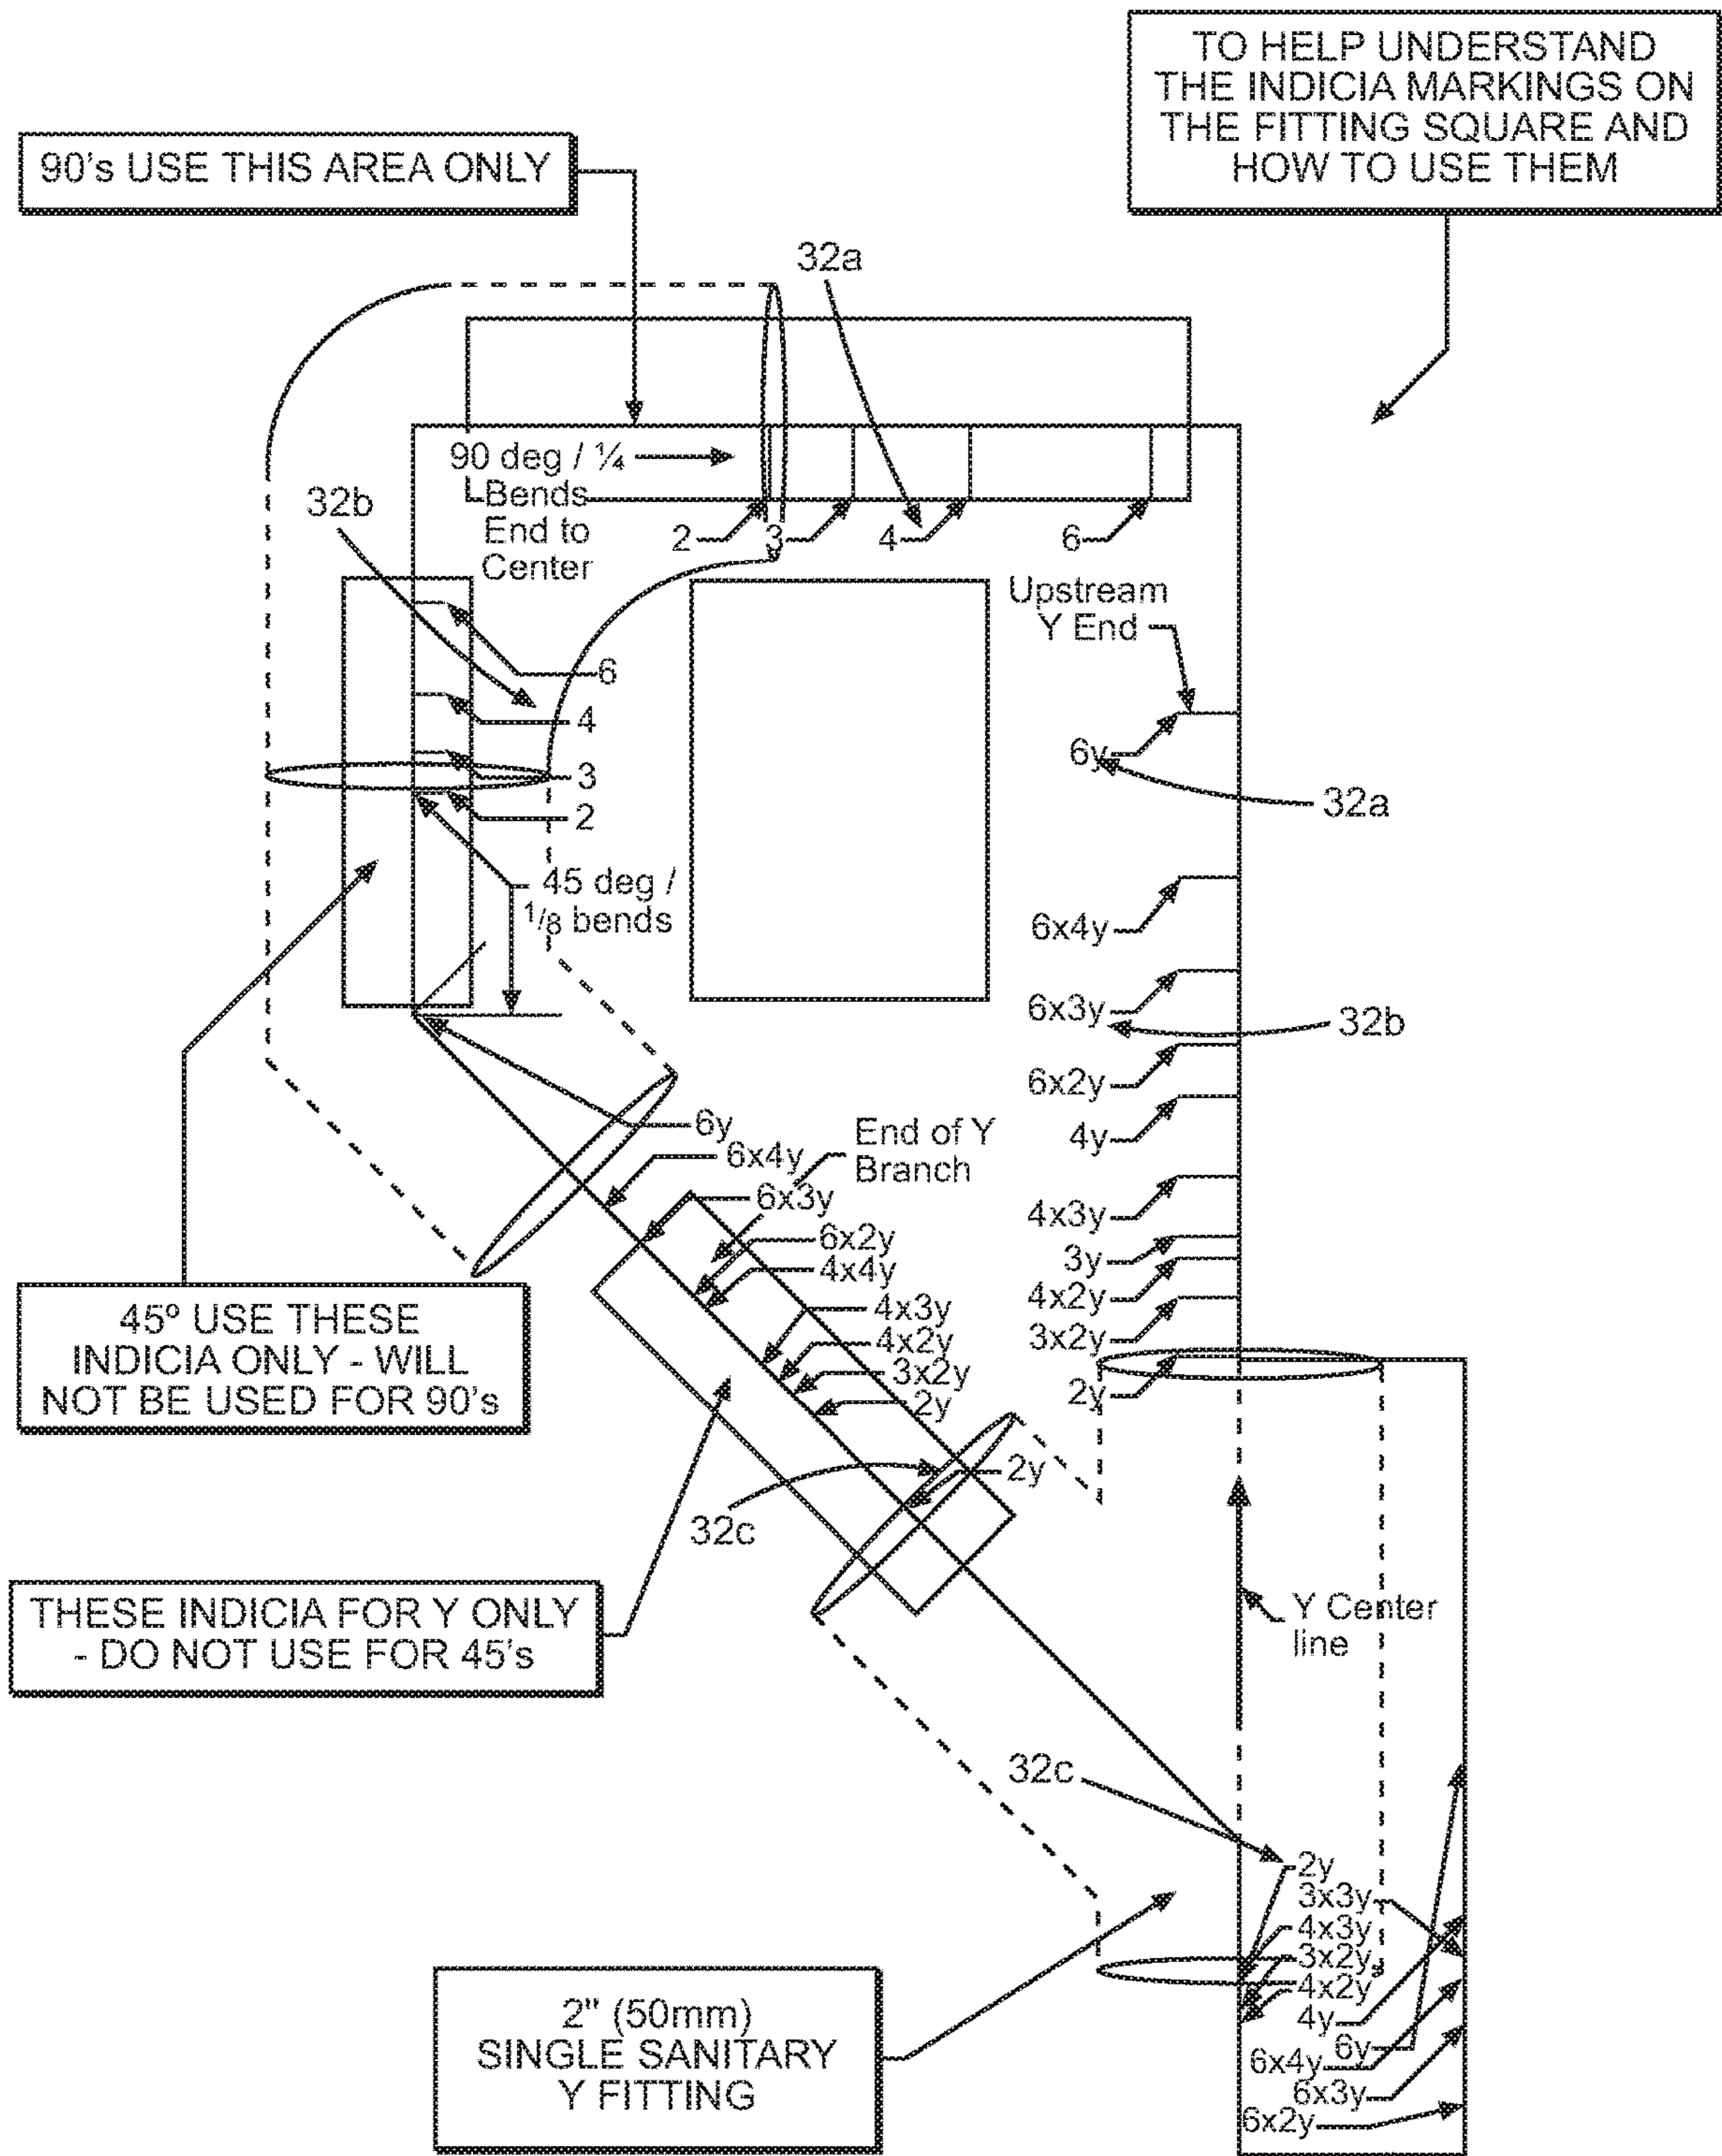 TO HELP UNDERSTAND
THE INDICIA MARKINGS ON
THE FITTING SQUARE AND
HOW TO USE THEM
90's USE THIS AREA ONLY
32a
90 deg / ¼
Bends
End to
Center
2
3
4
6
32b
6
4
3
2
45 deg /
1/8 bends
Upstream
Y End
6y
32a
6x4y
6x3y
32b
6x2y
4y
4x3y
3y
4x2y
3x2y
2y
6y
6x4y
6x3y
End of Y
Branch
6x2y
4x4y
4x3y
4x2y
3x2y
2y
2y
32c
45º USE THESE
INDICIA ONLY - WILL
NOT BE USED FOR 90's
THESE INDICIA FOR Y ONLY
- DO NOT USE FOR 45's
Y Center
line
32c
2y
3x3y
4x3y
3x2y
4x2y
4y
6y
6x4y
6x3y
6x2y
2" (50mm)
SINGLE SANITARY
Y FITTING